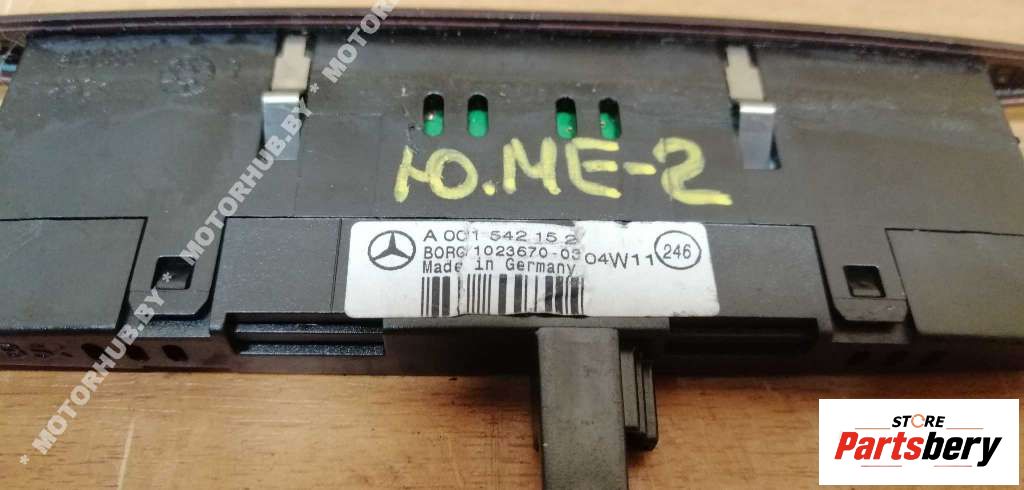 * MOTORHUB.BY * MOTORHUB.BY * MOTORHUB.BY
Ю.МЕ-2
A 001 542 15 2
BORG 1023670-03 04W11 246
Made in Germany
STORE
Partsbery